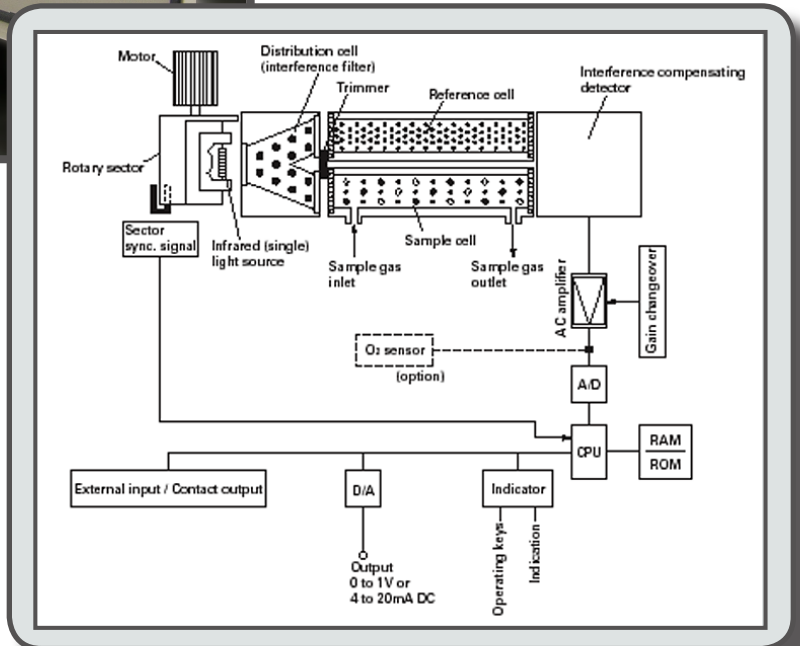 Motor
Distribution cell
(interference filter)
Trimmer
Reference cell
Interference compensating
detector
Rotary sector
Sector
sync. signal
Infrared (single)
light source
Sample cell
Sample gas
inlet
Sample gas
outlet
AC amplifier
Gain changeover
O₂ sensor
(option)
A/D
CPU
RAM
ROM
External input / Contact output
D/A
Indicator
Output
0 to 1V or
4 to 20mA DC
Operating keys
Indication